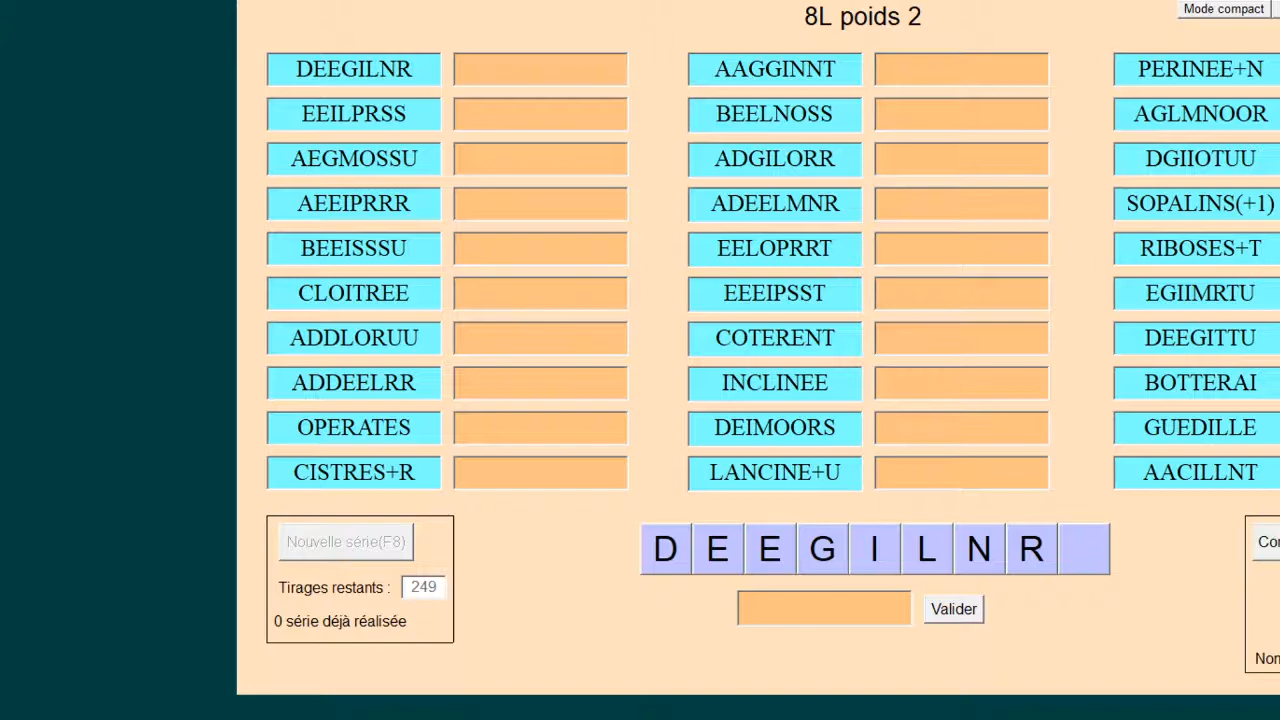 8L poids 2
Mode compact
DEEGILNR AAGGINNT PERINEE+N
EEILPRSS BEELNOSS AGLMNOOR
AEGMOSSU ADGILORR DGIIOTUU
AEEIPRRR ADEELMNR SOPALINS(+1)
BEEISSSU EELOPRRT RIBOSES+T
CLOITREE EEEIPSST EGIIMRTU
ADDLORUU COTERENT DEEGITTU
ADDEELRR INCLINEE BOTTERAI
OPERATES DEIMOORS GUEDILLE
CISTRES+R LANCINE+U AACILLNT
Nouvelle série(F8)
Tirages restants : 249
0 série déjà réalisée
D E E G I L N R
Valider